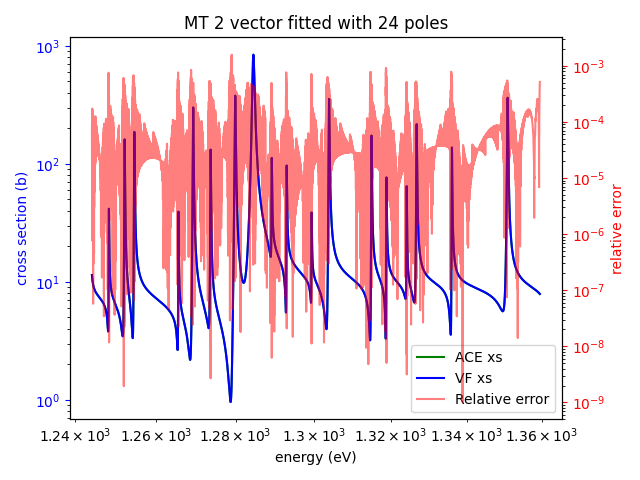 MT 2 vector fitted with 24 poles
10³
10²
10¹
10⁰
cross section (b)
10⁻³
10⁻⁴
10⁻⁵
10⁻⁶
10⁻⁷
10⁻⁸
10⁻⁹
relative error
ACE xs
VF xs
Relative error
1.24 × 10³ 1.26 × 10³ 1.28 × 10³ 1.3 × 10³ 1.32 × 10³ 1.34 × 10³ 1.36 × 10³
energy (eV)